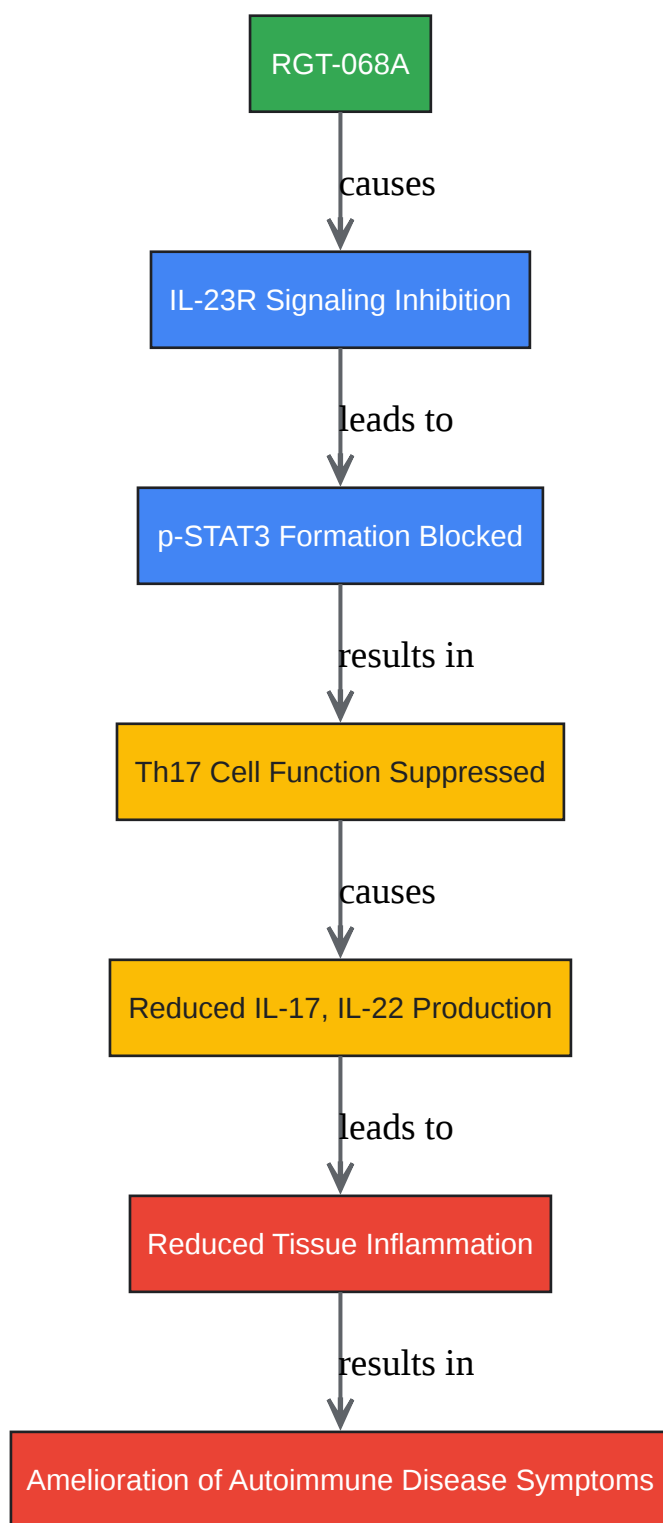 RGT-068A
causes
IL-23R Signaling Inhibition
leads to
p-STAT3 Formation Blocked
results in
Th17 Cell Function Suppressed
causes
Reduced IL-17, IL-22 Production
leads to
Reduced Tissue Inflammation
results in
Amelioration of Autoimmune Disease Symptoms